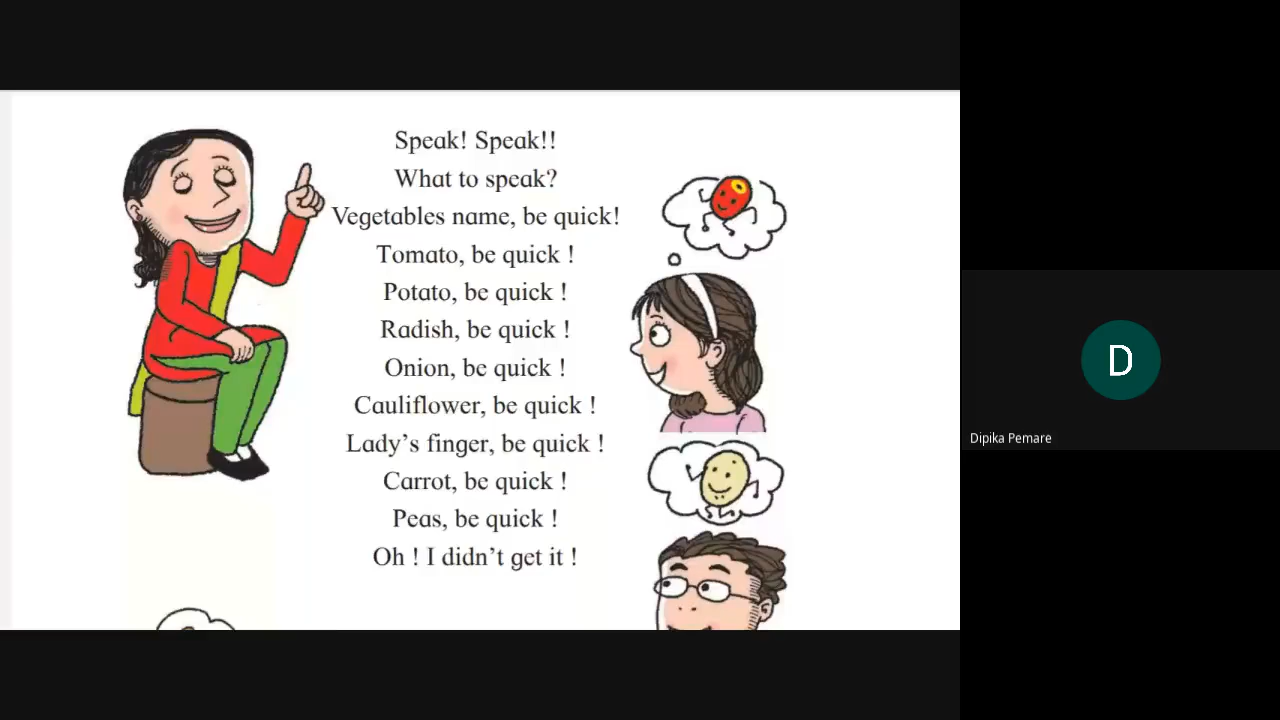 Speak! Speak!!
What to speak?
Vegetables name, be quick!
Tomato, be quick !
Potato, be quick !
Radish, be quick !
Onion, be quick !
Cauliflower, be quick !
Lady's finger, be quick !
Carrot, be quick !
Peas, be quick !
Oh ! I didn't get it !
D
Dipika Pemare